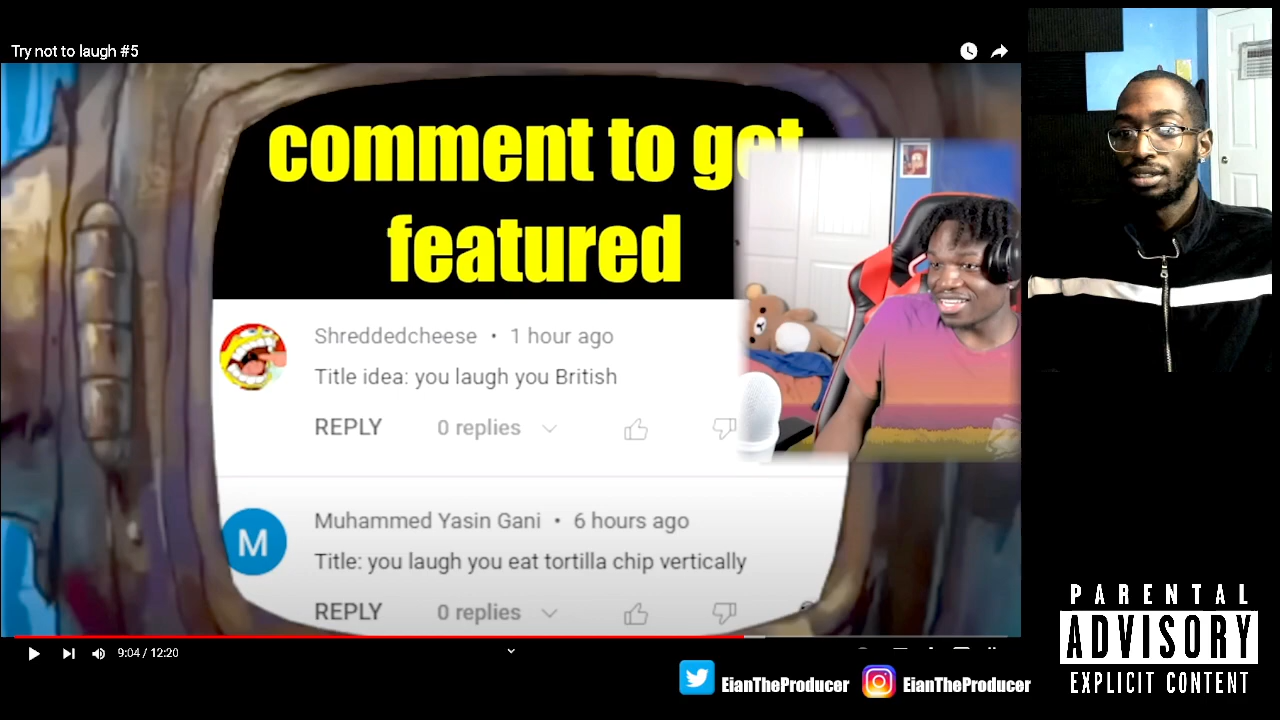 Try not to laugh #5
comment to get
featured
Shreddedcheese • 1 hour ago
Title idea: you laugh you British
REPLY 0 replies
Muhammed Yasin Gani • 6 hours ago
M
Title: you laugh you eat tortilla chip vertically
REPLY 0 replies
9:04 / 12:20
EianTheProducer EianTheProducer
PARENTAL
ADVISORY
EXPLICIT CONTENT